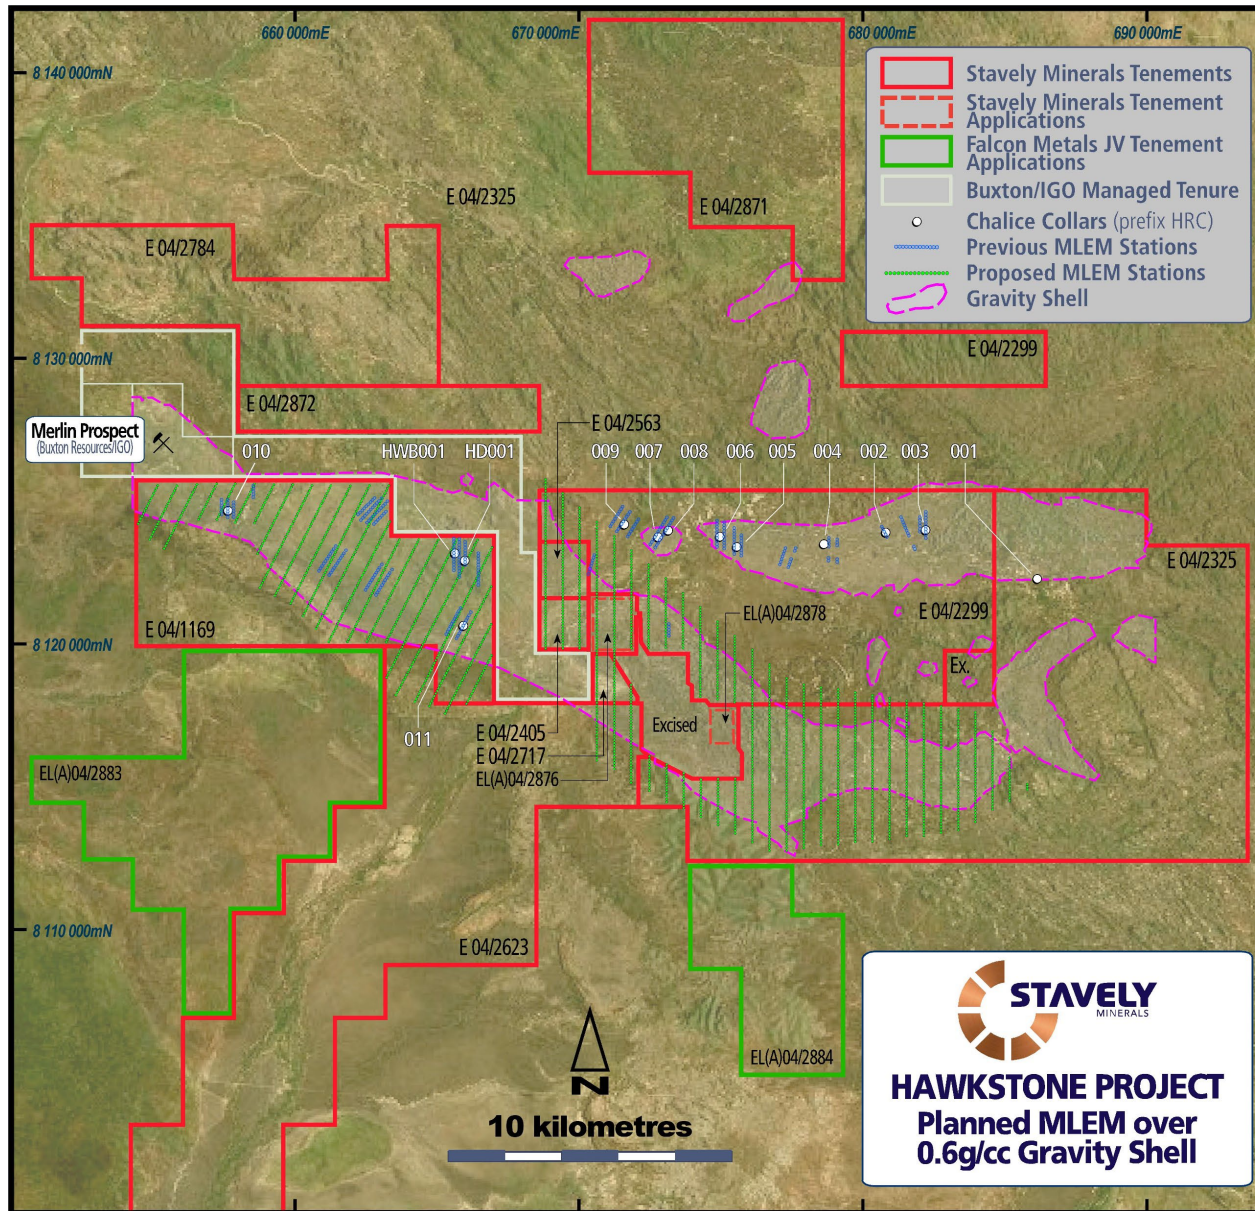 660 000mE
670 000mE
680 000mE
690 000mE
8 140 000mN
8 130 000mN
8 120 000mN
8 110 000mN
Stavely Minerals Tenements
Stavely Minerals Tenement
Applications
Falcon Metals JV Tenement
Applications
Buxton/IGO Managed Tenure
Chalice Collars (prefix HRC)
Previous MLEM Stations
Proposed MLEM Stations
Gravity Shell
E 04/2325
E 04/2871
E 04/2784
E 04/2299
E 04/2872
E 04/2563
Merlin Prospect
(Buxton Resources/IGO)
010
HWB001
HD001
009
007
008
006
005
004
002
003
001
E 04/2325
E 04/2299
EL(A)04/2878
E 04/1169
Ex.
011
E 04/2405
E 04/2717
EL(A)04/2876
Excised
EL(A)04/2883
E 04/2623
EL(A)04/2884
N
10 kilometres
STAVELY
MINERALS
HAWKSTONE PROJECT
Planned MLEM over
0.6g/cc Gravity Shell